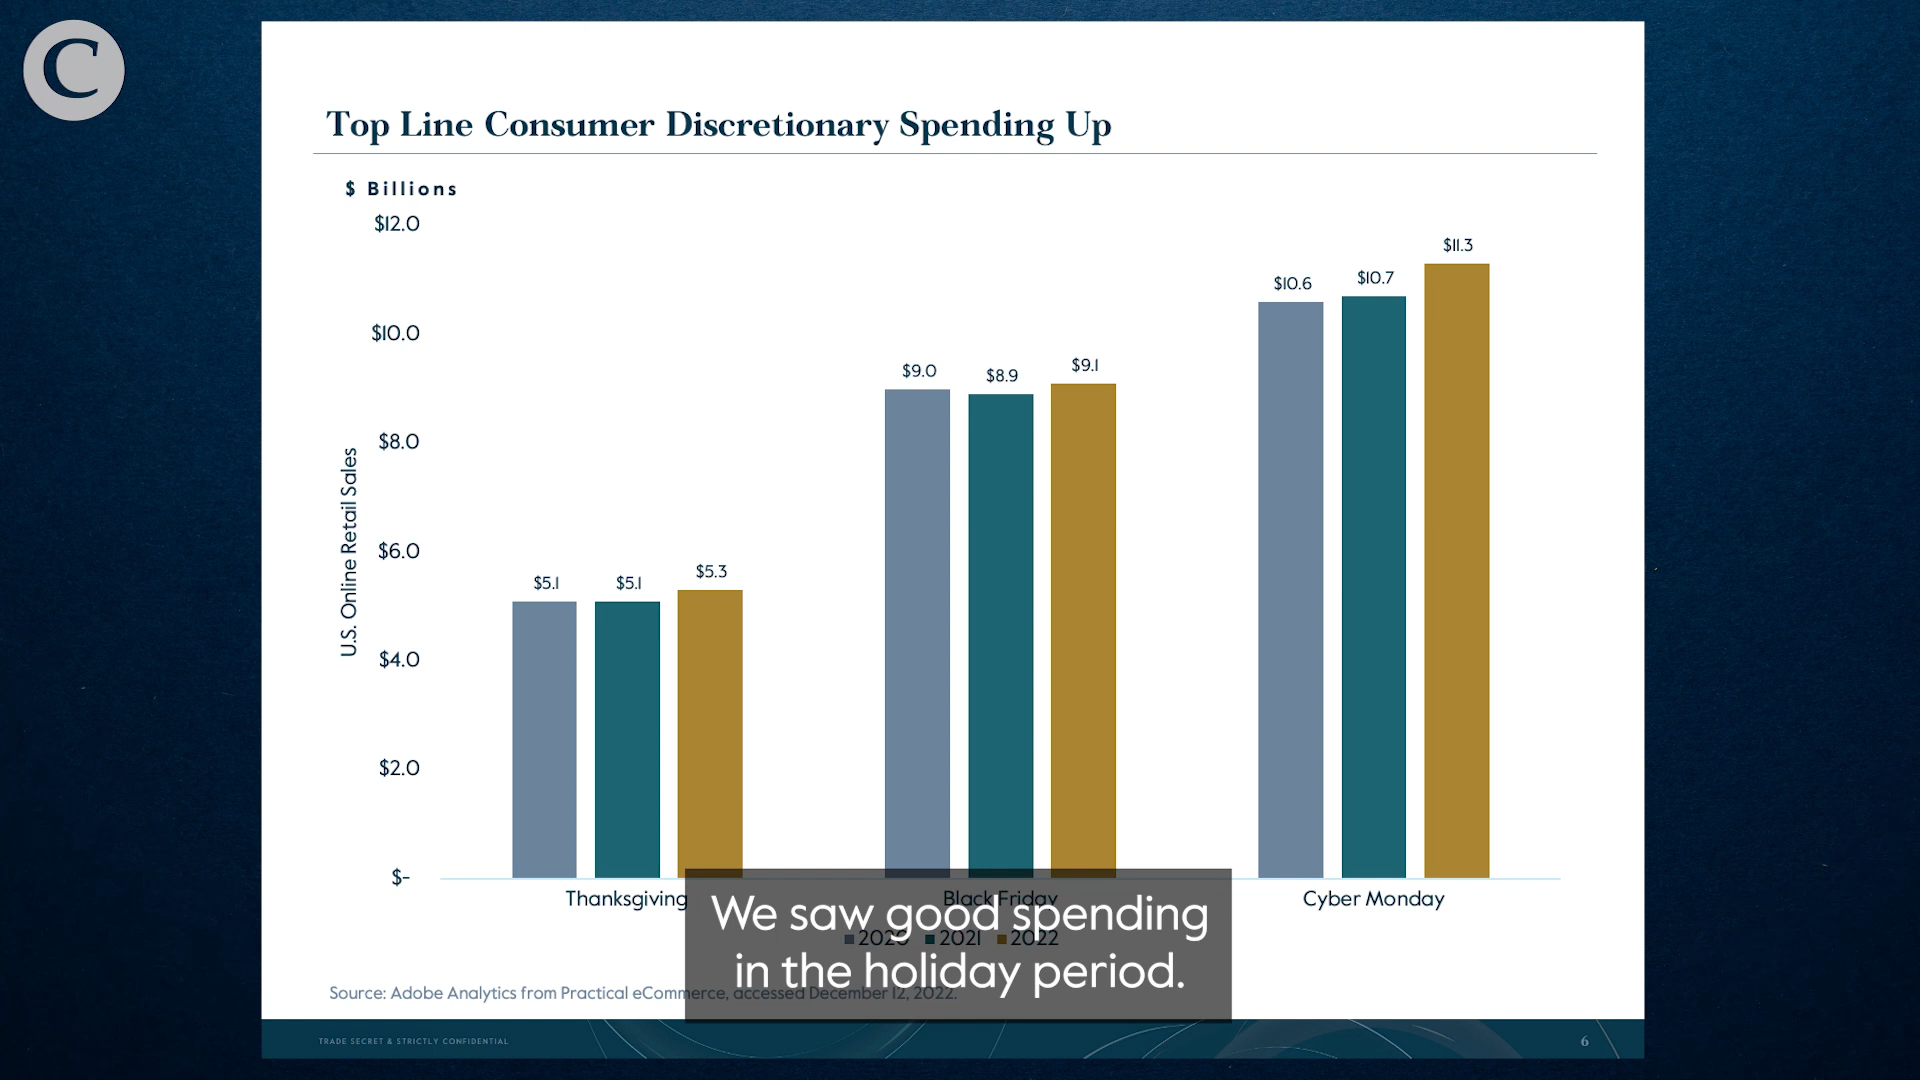 C
Top Line Consumer Discretionary Spending Up
$ Billions
$12.0
$10.0
$8.0
$6.0
$4.0
$2.0
$-
U.S. Online Retail Sales
$5.1
$5.1
$5.3
$9.0
$8.9
$9.1
$10.6
$10.7
$11.3
Thanksgiving
Black Friday
Cyber Monday
2020 2021 2022
We saw good spending
in the holiday period.
Source: Adobe Analytics from Practical eCommerce, accessed December 12, 2022.
TRADE SECRET & STRICTLY CONFIDENTIAL
6